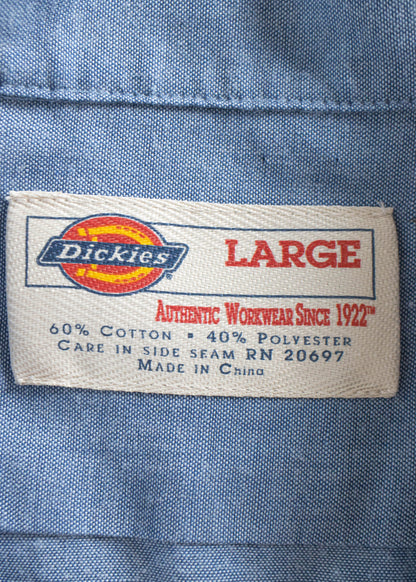 Dickies
LARGE
AUTHENTIC WORKWEAR SINCE 1922™
60% COTTON • 40% POLYESTER
CARE IN SIDE SEAM RN 20697
MADE IN China